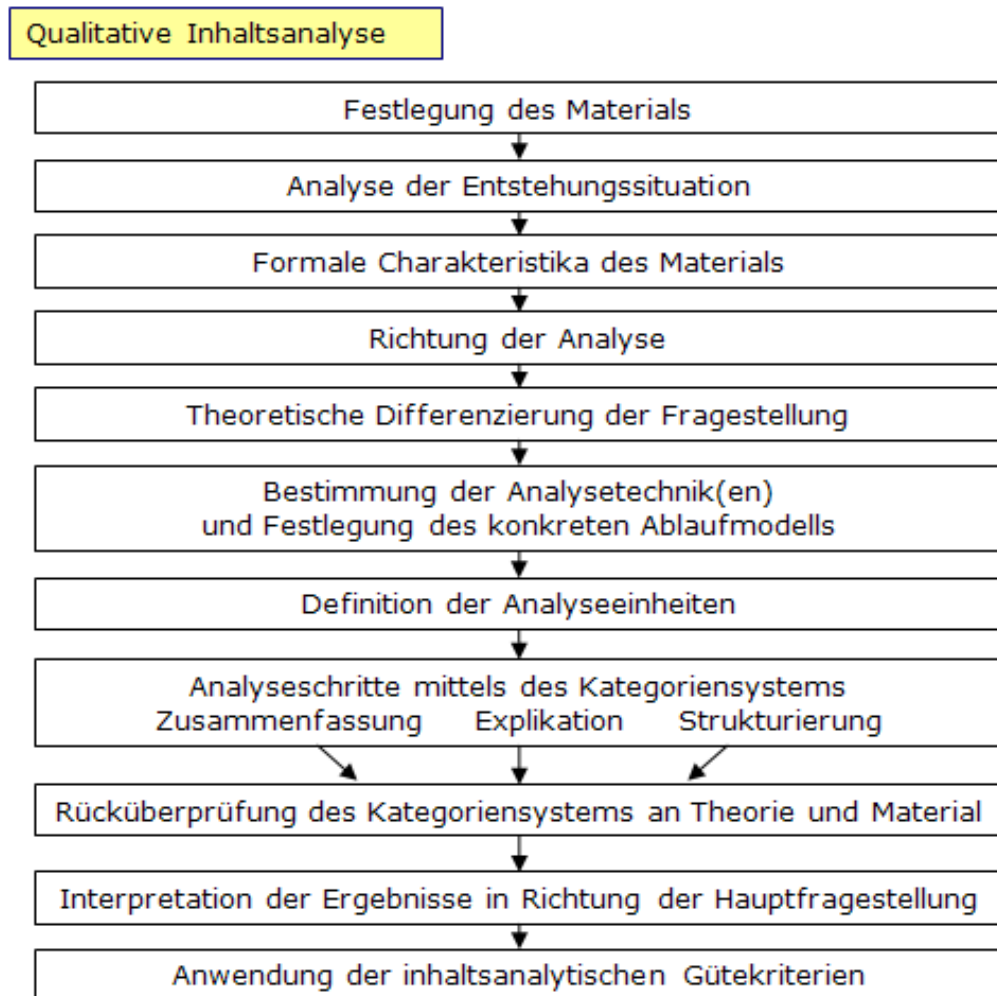 Qualitative Inhaltsanalyse
Festlegung des Materials
Analyse der Entstehungssituation
Formale Charakteristika des Materials
Richtung der Analyse
Theoretische Differenzierung der Fragestellung
Bestimmung der Analysetechnik(en)
und Festlegung des konkreten Ablaufmodells
Definition der Analyseeinheiten
Analyseschritte mittels des Kategoriensystems
Zusammenfassung Explikation Strukturierung
Rücküberprüfung des Kategoriensystems an Theorie und Material
Interpretation der Ergebnisse in Richtung der Hauptfragestellung
Anwendung der inhaltsanalytischen Gütekriterien